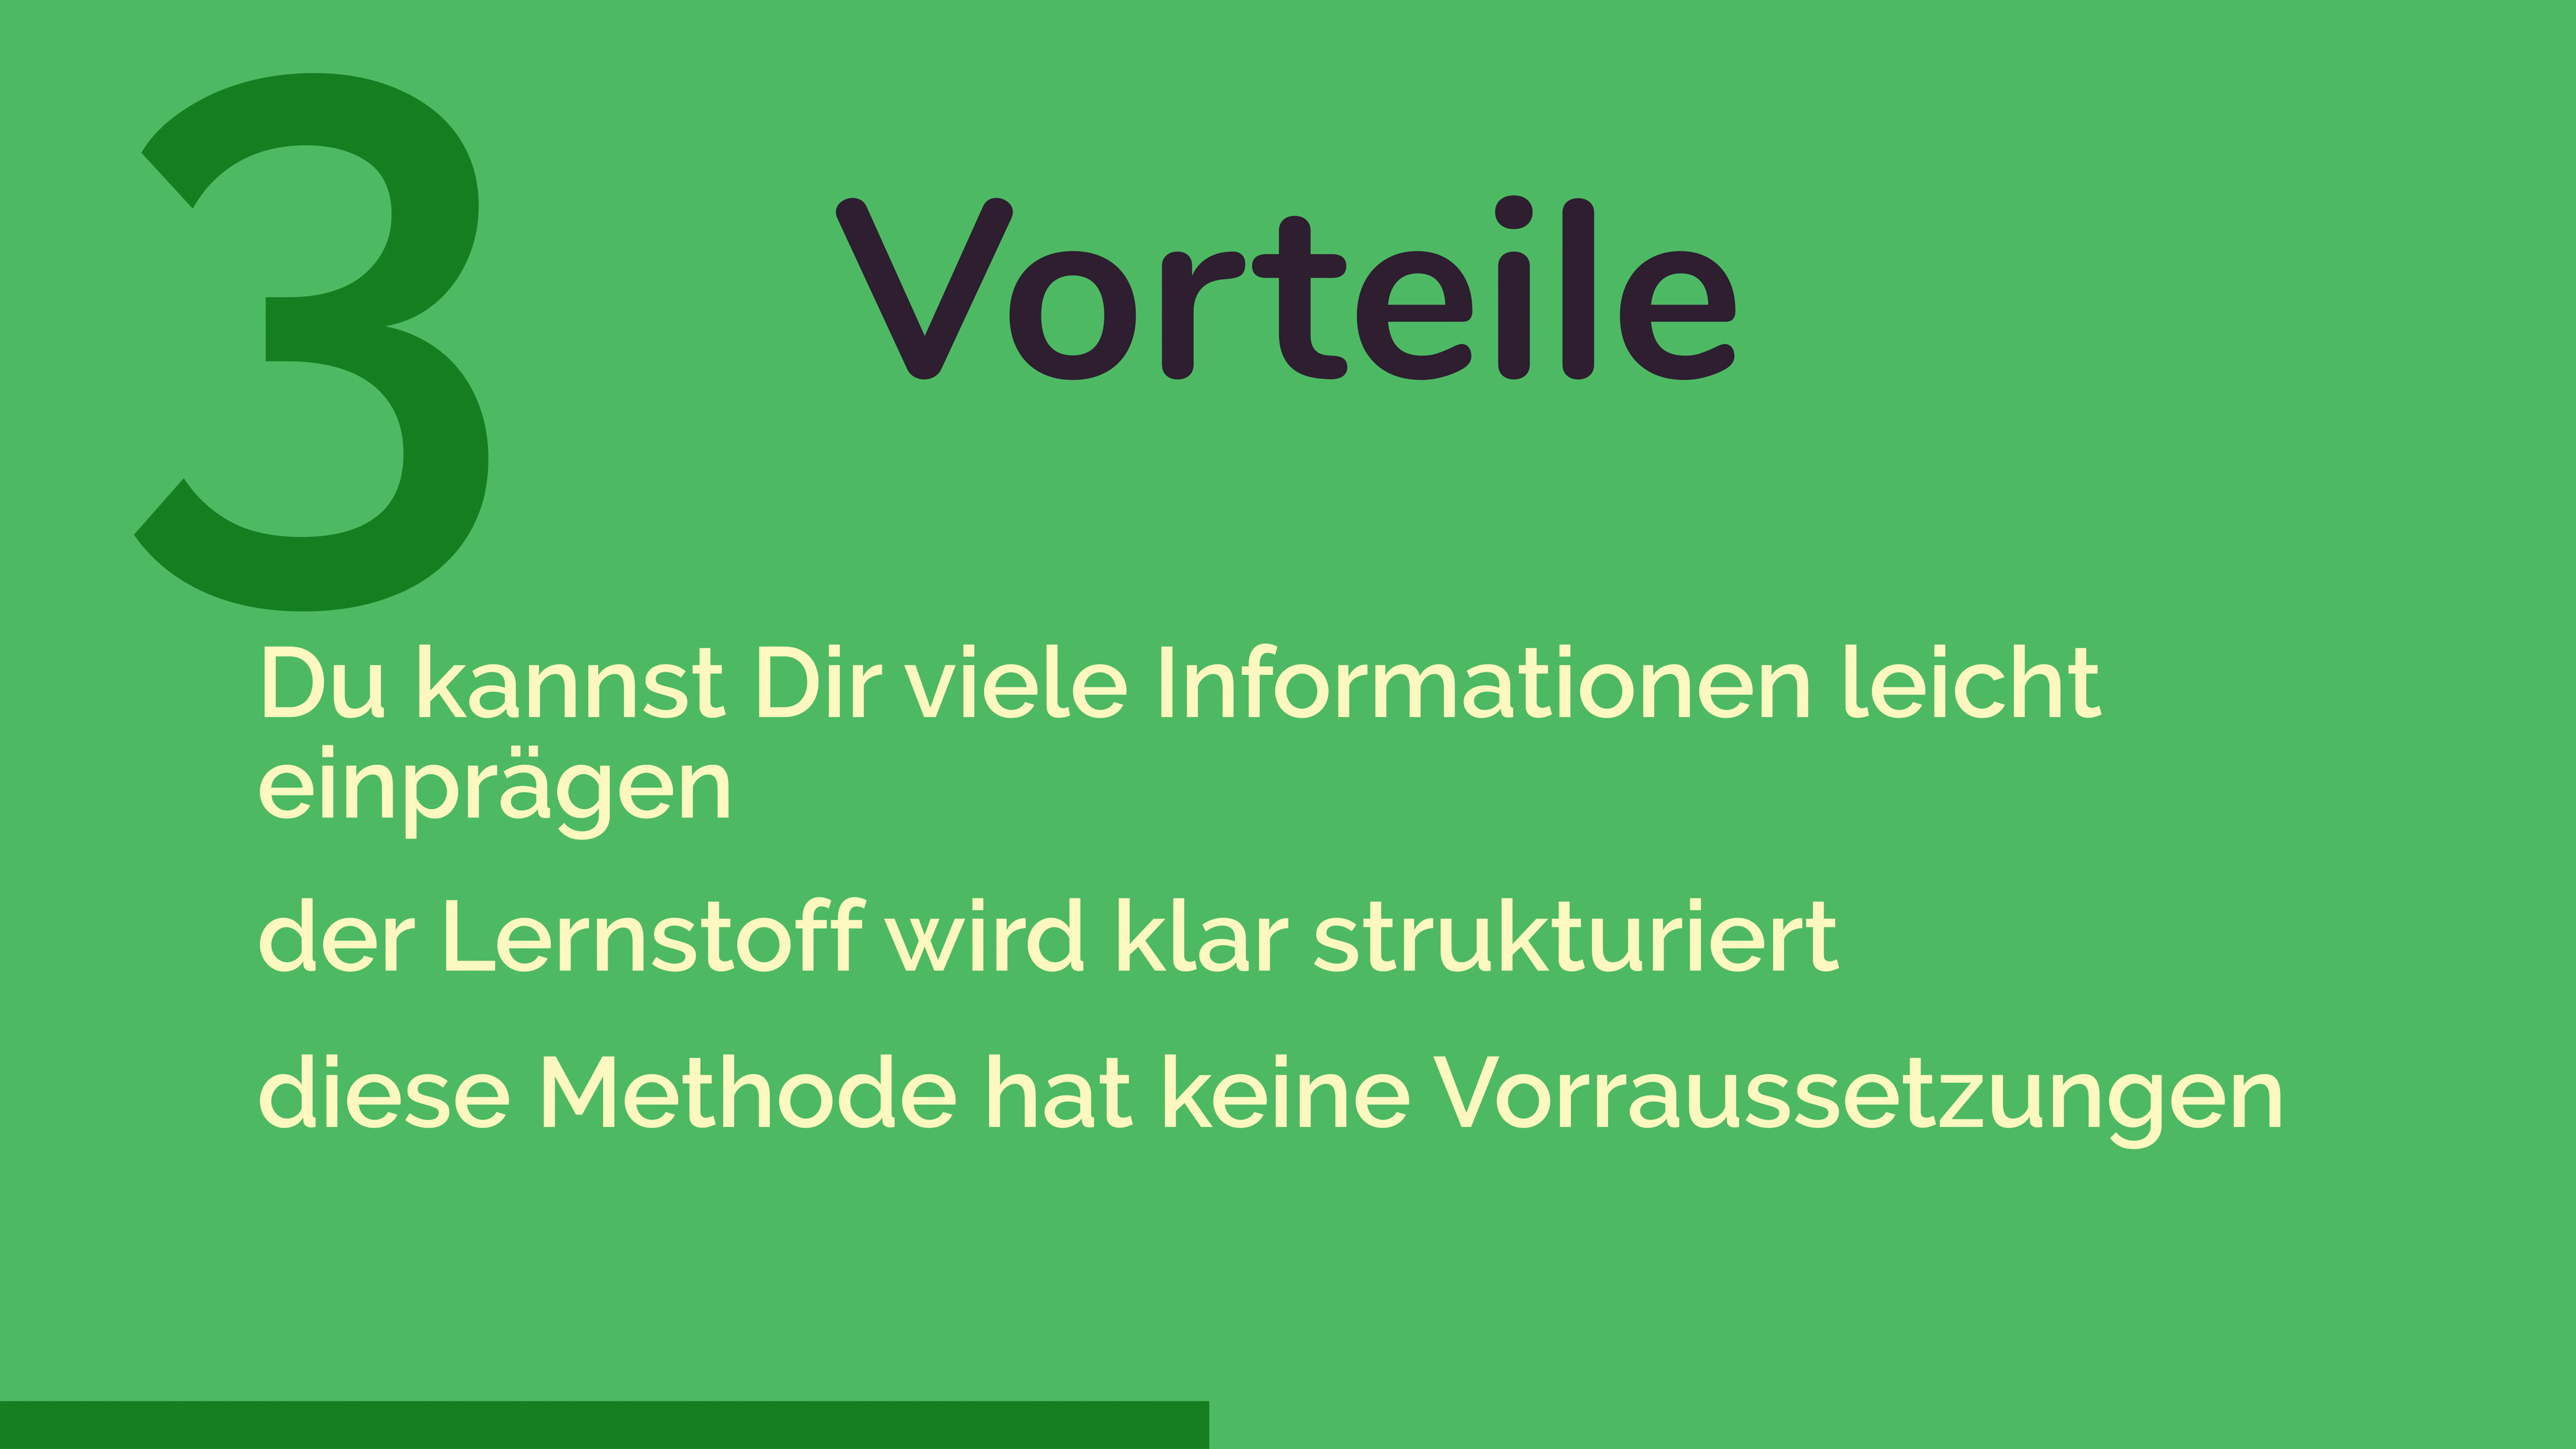 3
Vorteile
Du kannst Dir viele Informationen leicht
einprägen
der Lernstoff wird klar strukturiert
diese Methode hat keine Vorraussetzungen